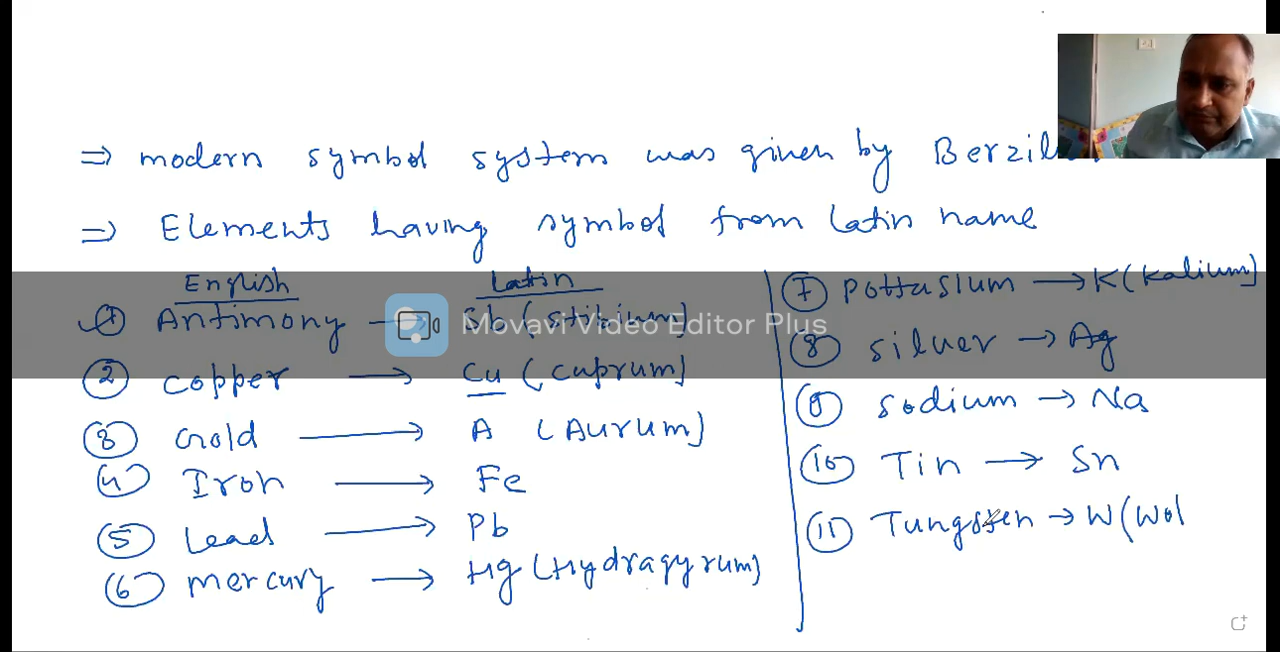 ⇒ modern symbol system was given by
⇒ Elements having symbol from Latin name
English Latin
① Antimony → Sb (stibium)
② copper → Cu (cuprum)
③ Gold → A (Aurum)
④ Iron → Fe
⑤ Lead → Pb
⑥ mercury → Hg (Hydragyrum)
⑦ Pottasium → K (Kalium)
⑧ silver → Ag
⑨ sodium → Na
⑩ Tin → Sn
⑪ Tungsten → W (Wol
Movavi Video Editor Plus